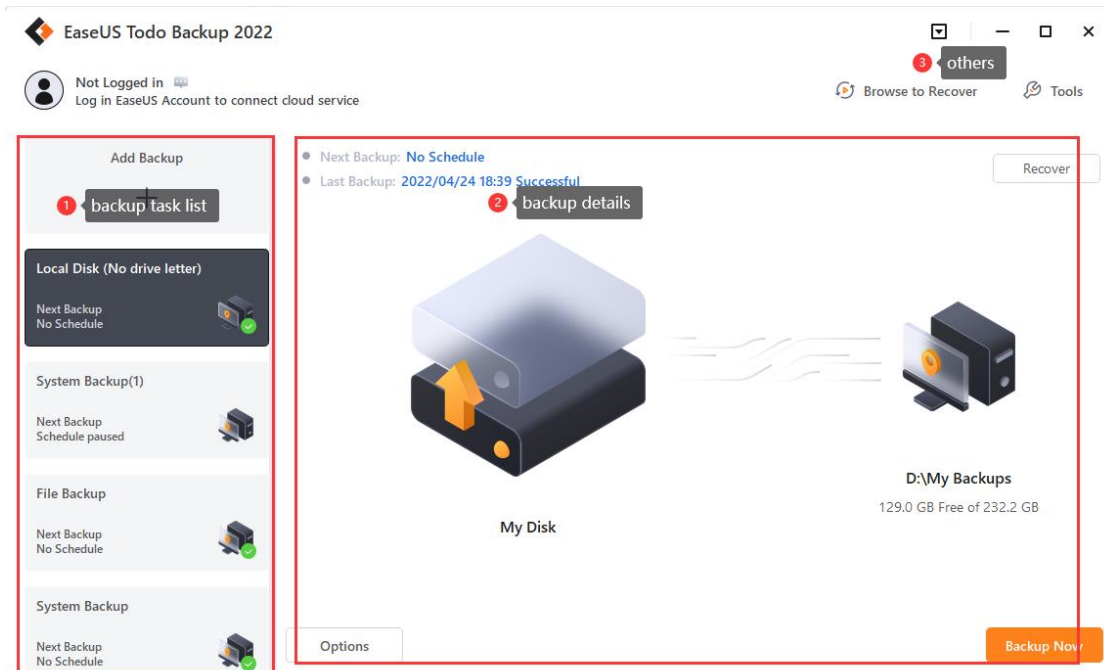 EaseUS Todo Backup 2022
3 others
Not Logged in
Log in EaseUS Account to connect cloud service
Browse to Recover
Tools
Add Backup
1 backup task list
Local Disk (No drive letter)
Next Backup
No Schedule
System Backup(1)
Next Backup
Schedule paused
File Backup
Next Backup
No Schedule
System Backup
Next Backup
No Schedule
Next Backup: No Schedule
Last Backup: 2022/04/24 18:39 Successful
2 backup details
Recover
My Disk
D:\My Backups
129.0 GB Free of 232.2 GB
Options
Backup Now